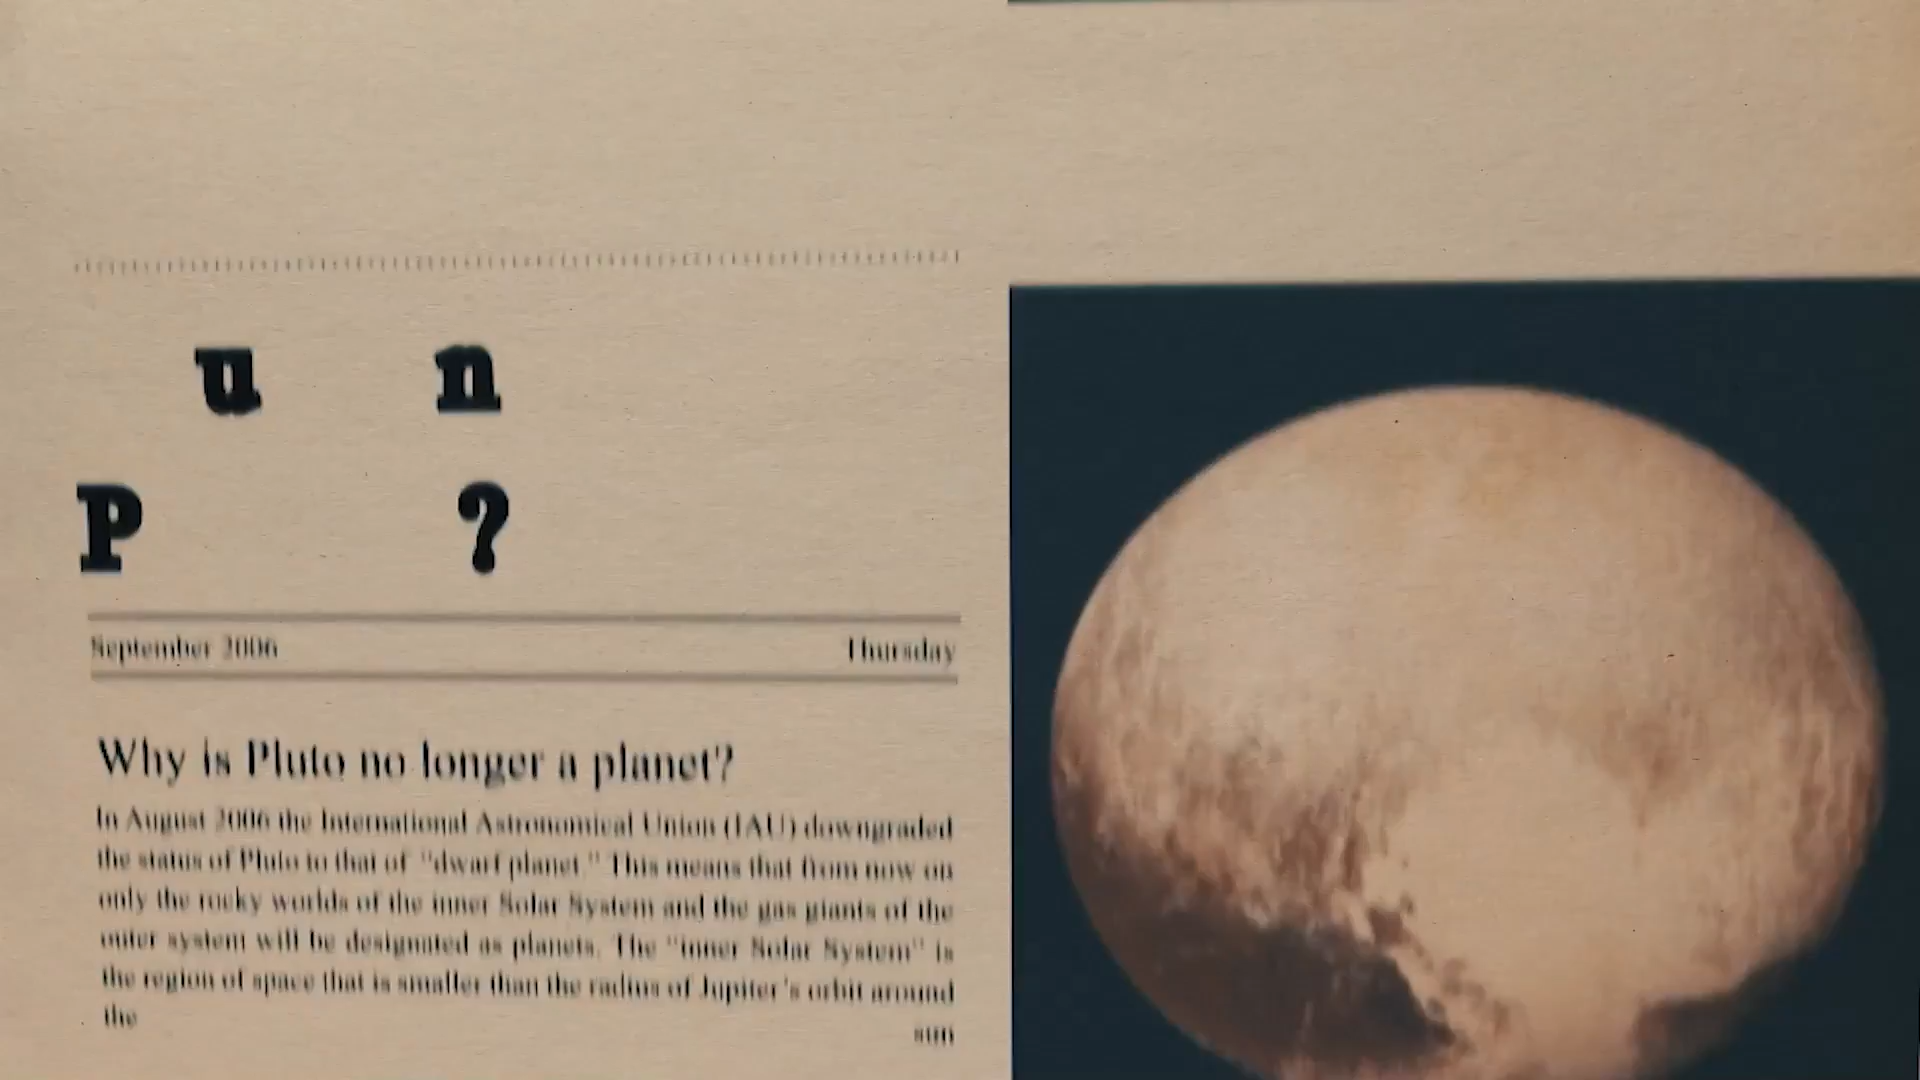 u n
P ?
September 2006 Thursday
Why is Pluto no longer a planet?
In August 2006 the International Astronomical Union (IAU) downgraded
the status of Pluto to that of "dwarf planet." This means that from now on
only the rocky worlds of the inner Solar System and the gas giants of the
outer system will be designated as planets. The "inner Solar System" is
the region of space that is smaller than the radius of Jupiter's orbit around
the sun